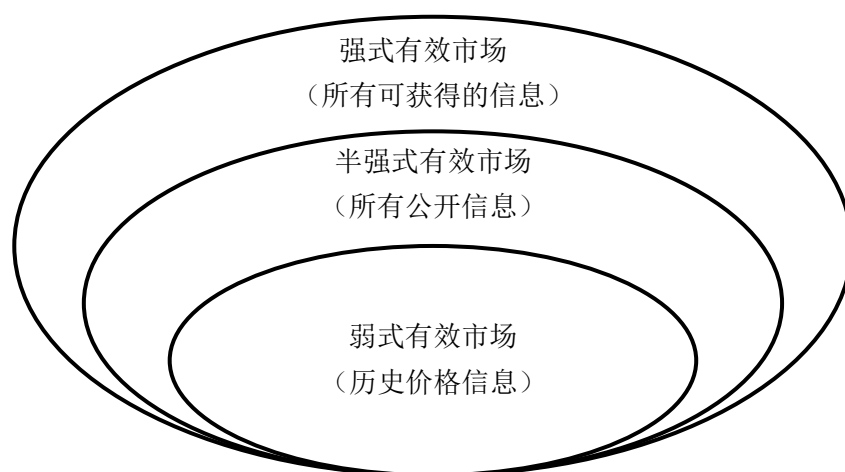 强式有效市场
（所有可获得的信息）
半强式有效市场
（所有公开信息）
弱式有效市场
（历史价格信息）